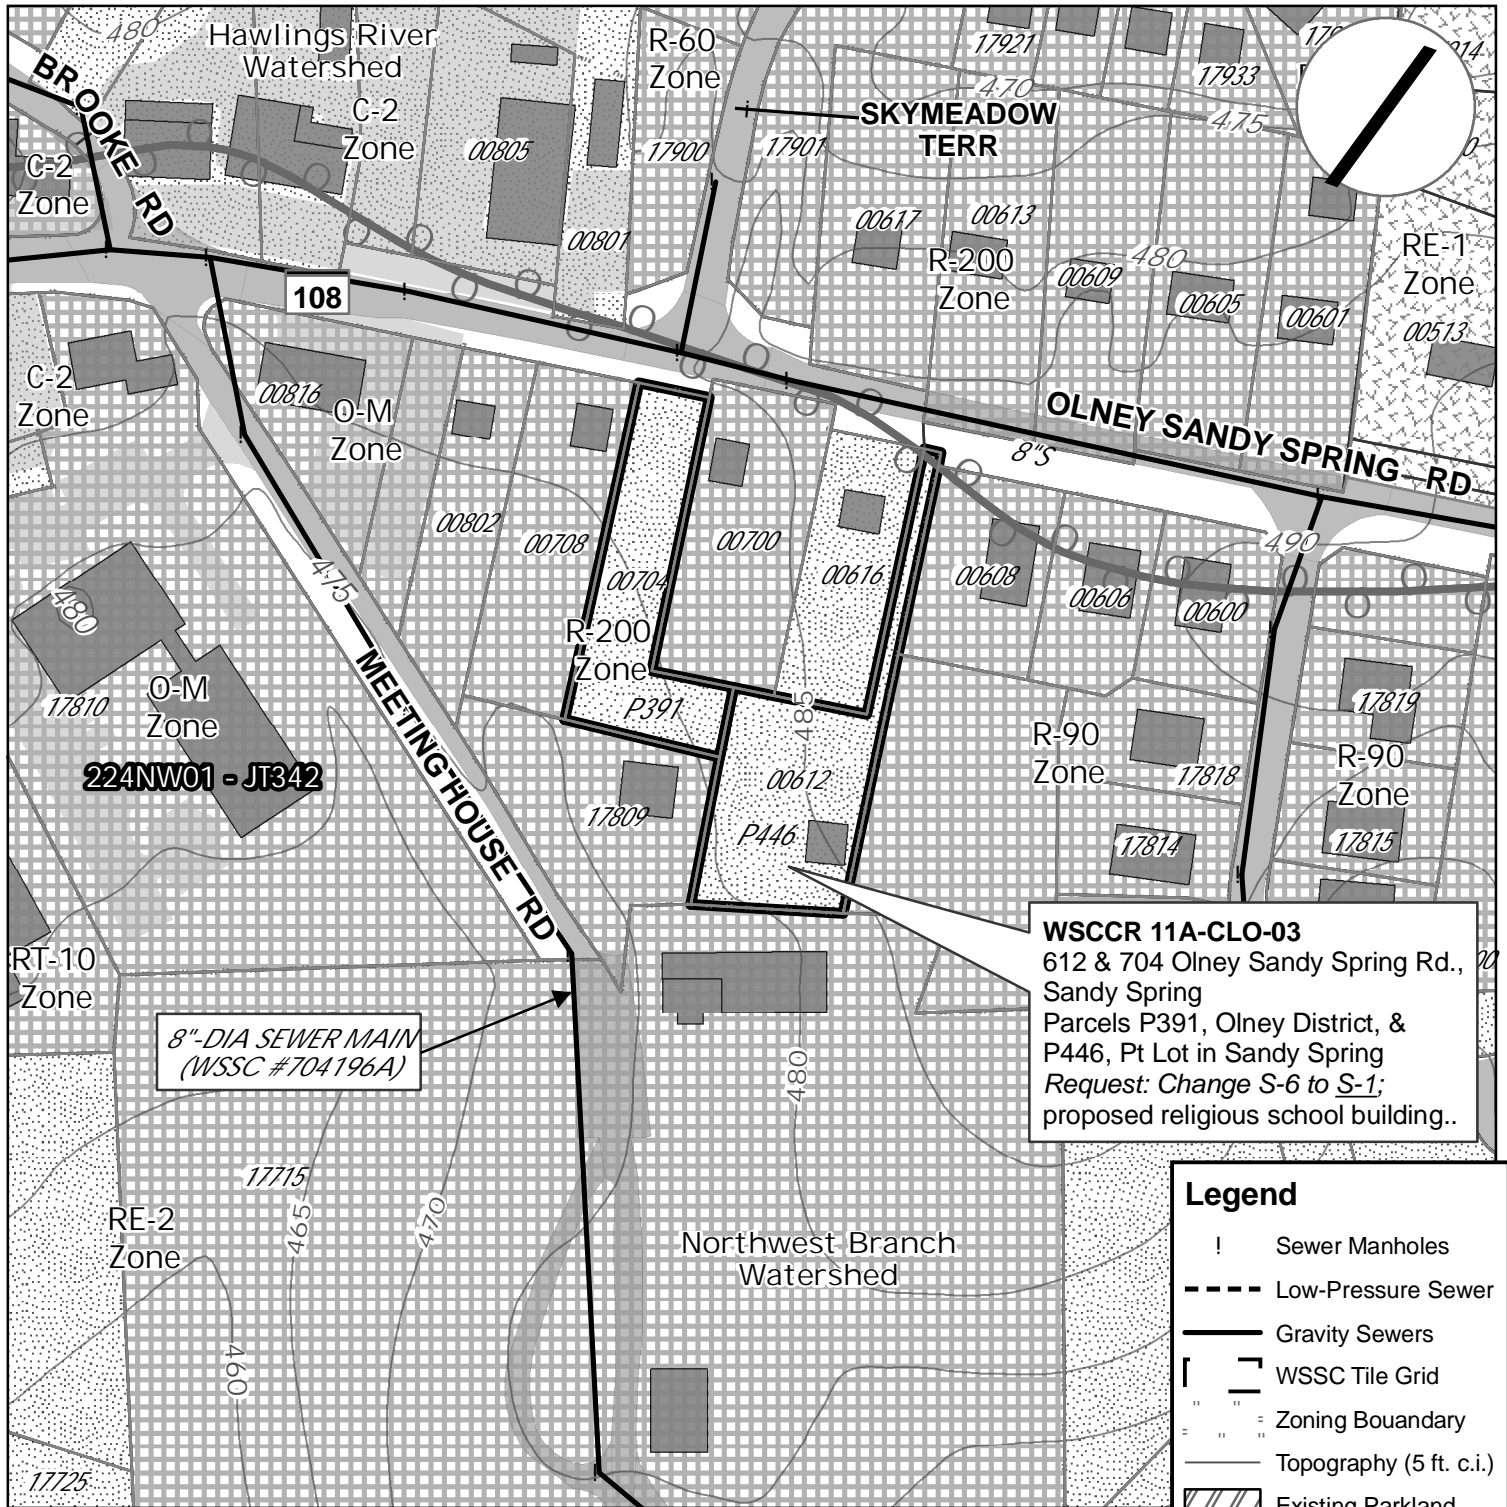 480
Hawlings River
Watershed
R-60
Zone
17921
17933
BROOKE RD
C-2
Zone
470
475
SKYMEADOW
TERR
00805
17900
17901
C-2
Zone
00801
00617
00613
R-200
Zone
00609
480
00605
00601
RE-1
Zone
00513
108
C-2
Zone
00816
O-M
Zone
OLNEY SANDY SPRING RD
8"S
00802
00708
00700
00704
00616
00608
00606
00600
490
475
480
R-200
Zone
P391
485
17810
O-M
Zone
MEETING HOUSE RD
224NW01 - JT342
17809
00612
P446
R-90
Zone
17818
17819
R-90
Zone
17814
17815
RT-10
Zone
WSCCR 11A-CLO-03
612 & 704 Olney Sandy Spring Rd.,
Sandy Spring
Parcels P391, Olney District, &
P446, Pt Lot in Sandy Spring
Request: Change S-6 to S-1;
proposed religious school building..
8"-DIA SEWER MAIN
(WSSC #704196A)
480
17715
465
470
RE-2
Zone
460
Northwest Branch
Watershed
17725
Legend
! Sewer Manholes
Low-Pressure Sewer
Gravity Sewers
WSSC Tile Grid
Zoning Bouandary
Topography (5 ft. c.i.)
Existing Parkland